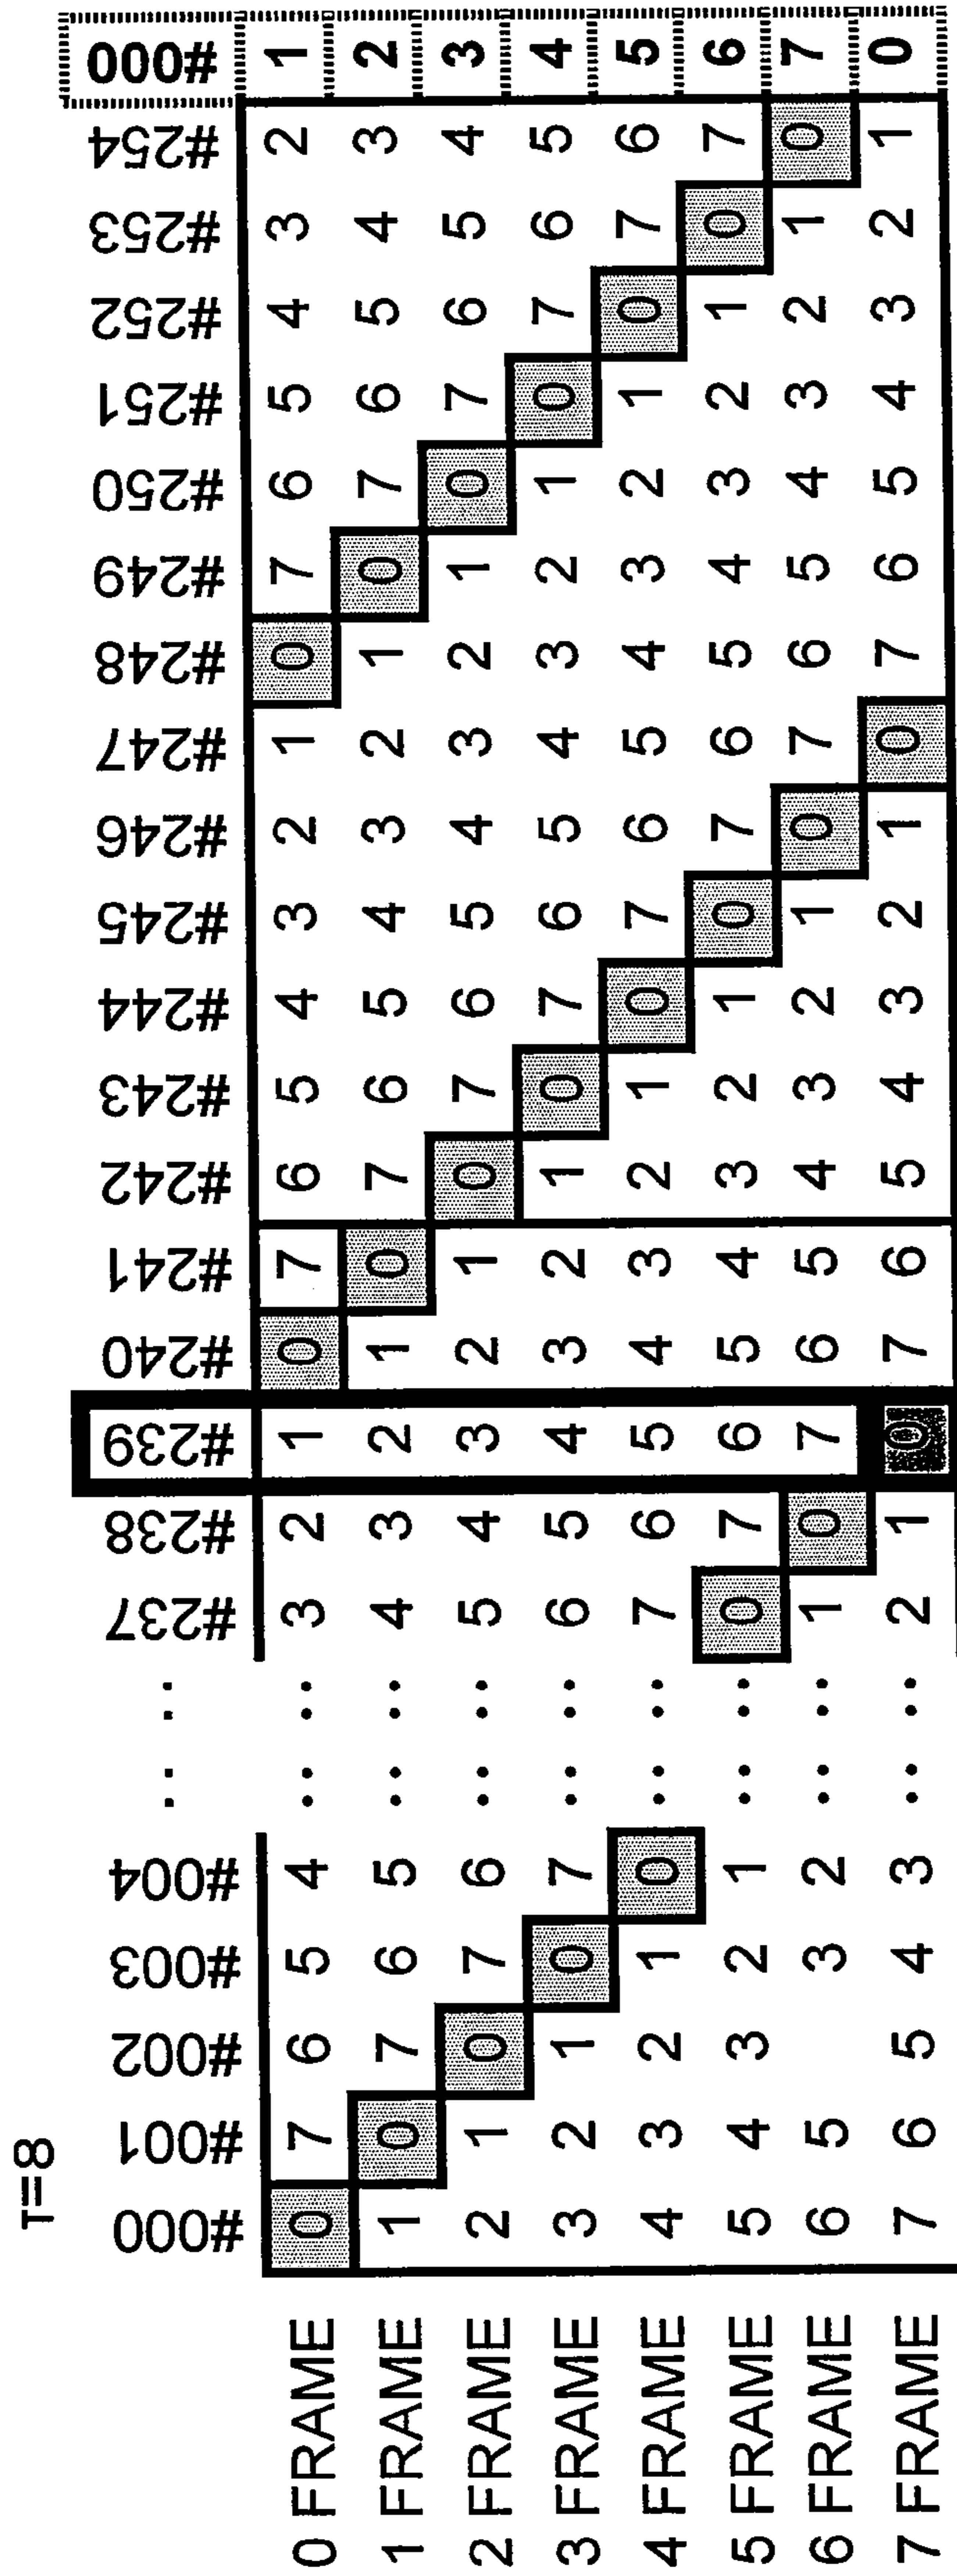 τ=8
#000 #001 #002 #003 #004 : : #237 #238 #239 #240 #241 #242 #243 #244 #245 #246 #247 #248 #249 #250 #251 #252 #253 #254 #000
0 FRAME 0 7 6 5 4 : : 3 2 1 0 7 6 5 4 3 2 1 0 7 6 5 4 3 2 1
1 FRAME 1 0 7 6 5 : : 4 3 2 1 0 7 6 5 4 3 2 1 0 7 6 5 4 3 2
2 FRAME 2 1 0 7 6 : : 5 4 3 2 1 0 7 6 5 4 3 2 1 0 7 6 5 4 3
3 FRAME 3 2 1 0 7 : : 6 5 4 3 2 1 0 7 6 5 4 3 2 1 0 7 6 5 4
4 FRAME 4 3 2 1 0 : : 7 6 5 4 3 2 1 0 7 6 5 4 3 2 1 0 7 6 5
5 FRAME 5 4 3 2 1 : : 0 7 6 5 4 3 2 1 0 7 6 5 4 3 2 1 0 7 6
6 FRAME 6 5 3 2 : : 1 0 7 6 5 4 3 2 1 0 7 6 5 4 3 2 1 0 7
7 FRAME 7 6 5 4 3 : : 2 1 0 7 6 5 4 3 2 1 0 7 6 5 4 3 2 1 0